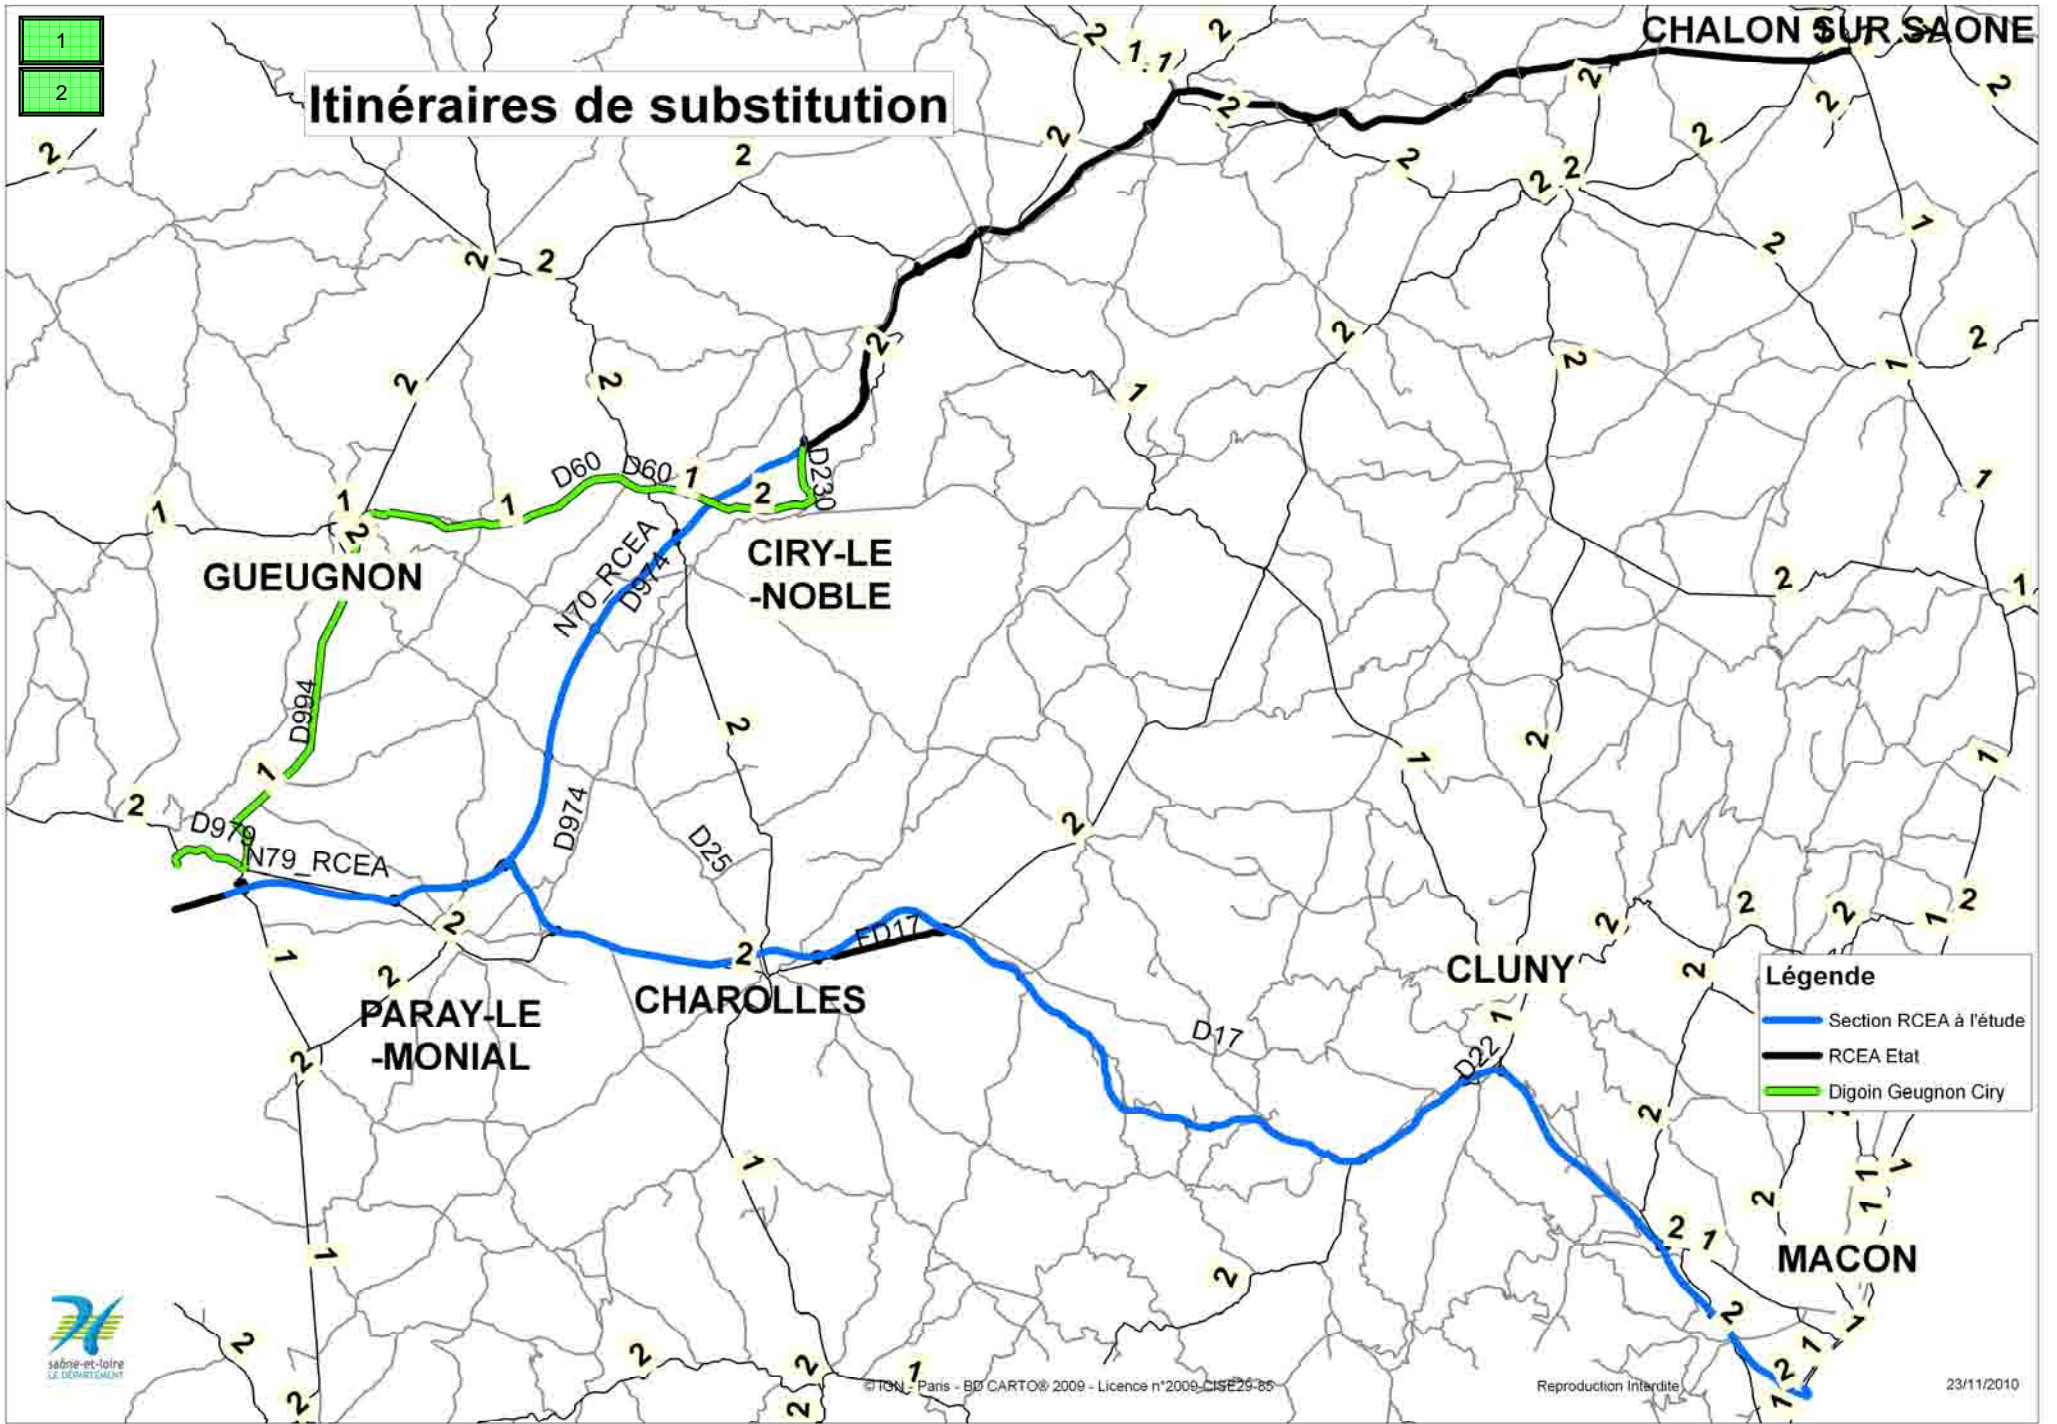 1
2
CHALON SUR SAONE
Itinéraires de substitution
D60
D60
D230
N70_RCEA
D974
CIRY-LE
-NOBLE
GUEUGNON
D994
D979
N79_RCEA
D974
D25
D17
CHAROLLES
PARAY-LE
-MONIAL
CLUNY
D17
D22
Légende
Section RCEA à l'étude
RCEA Etat
Digoin Geugnon Ciry
MACON
saône-et-loire
LE DÉPARTEMENT
© IGN - Paris - BD CARTO® 2009 - Licence n°2009-CISE29-85
Reproduction Interdite
23/11/2010